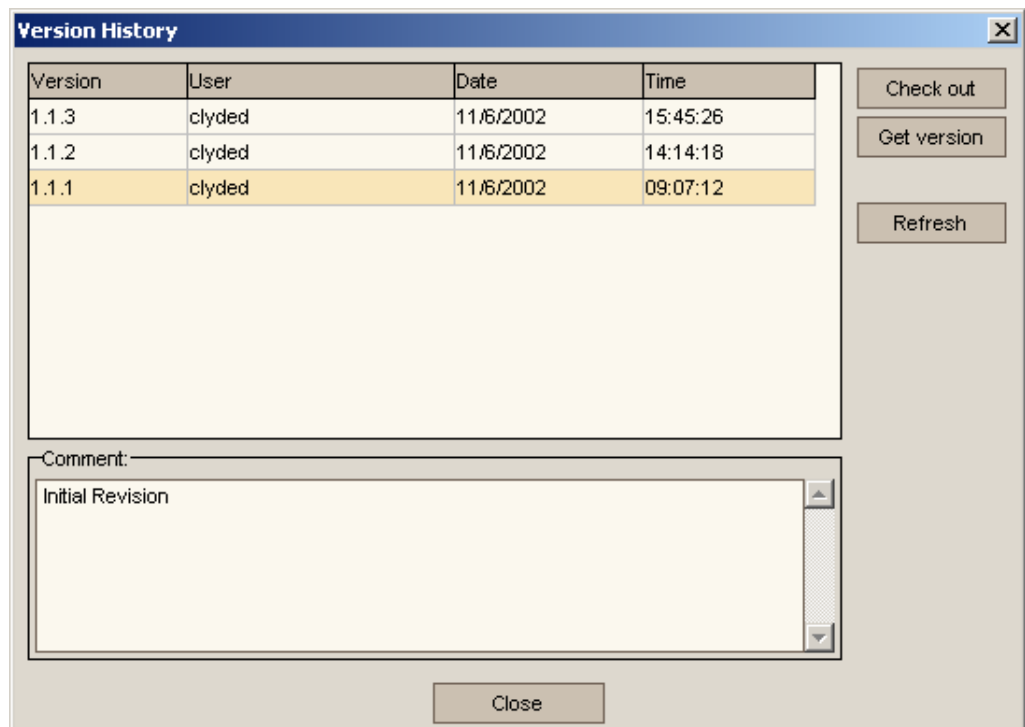 Version History
Version User Date Time
1.1.3 clyded 11/6/2002 15:45:26
1.1.2 clyded 11/6/2002 14:14:18
1.1.1 clyded 11/6/2002 09:07:12
Check out
Get version
Refresh
Comment:
Initial Revision
Close